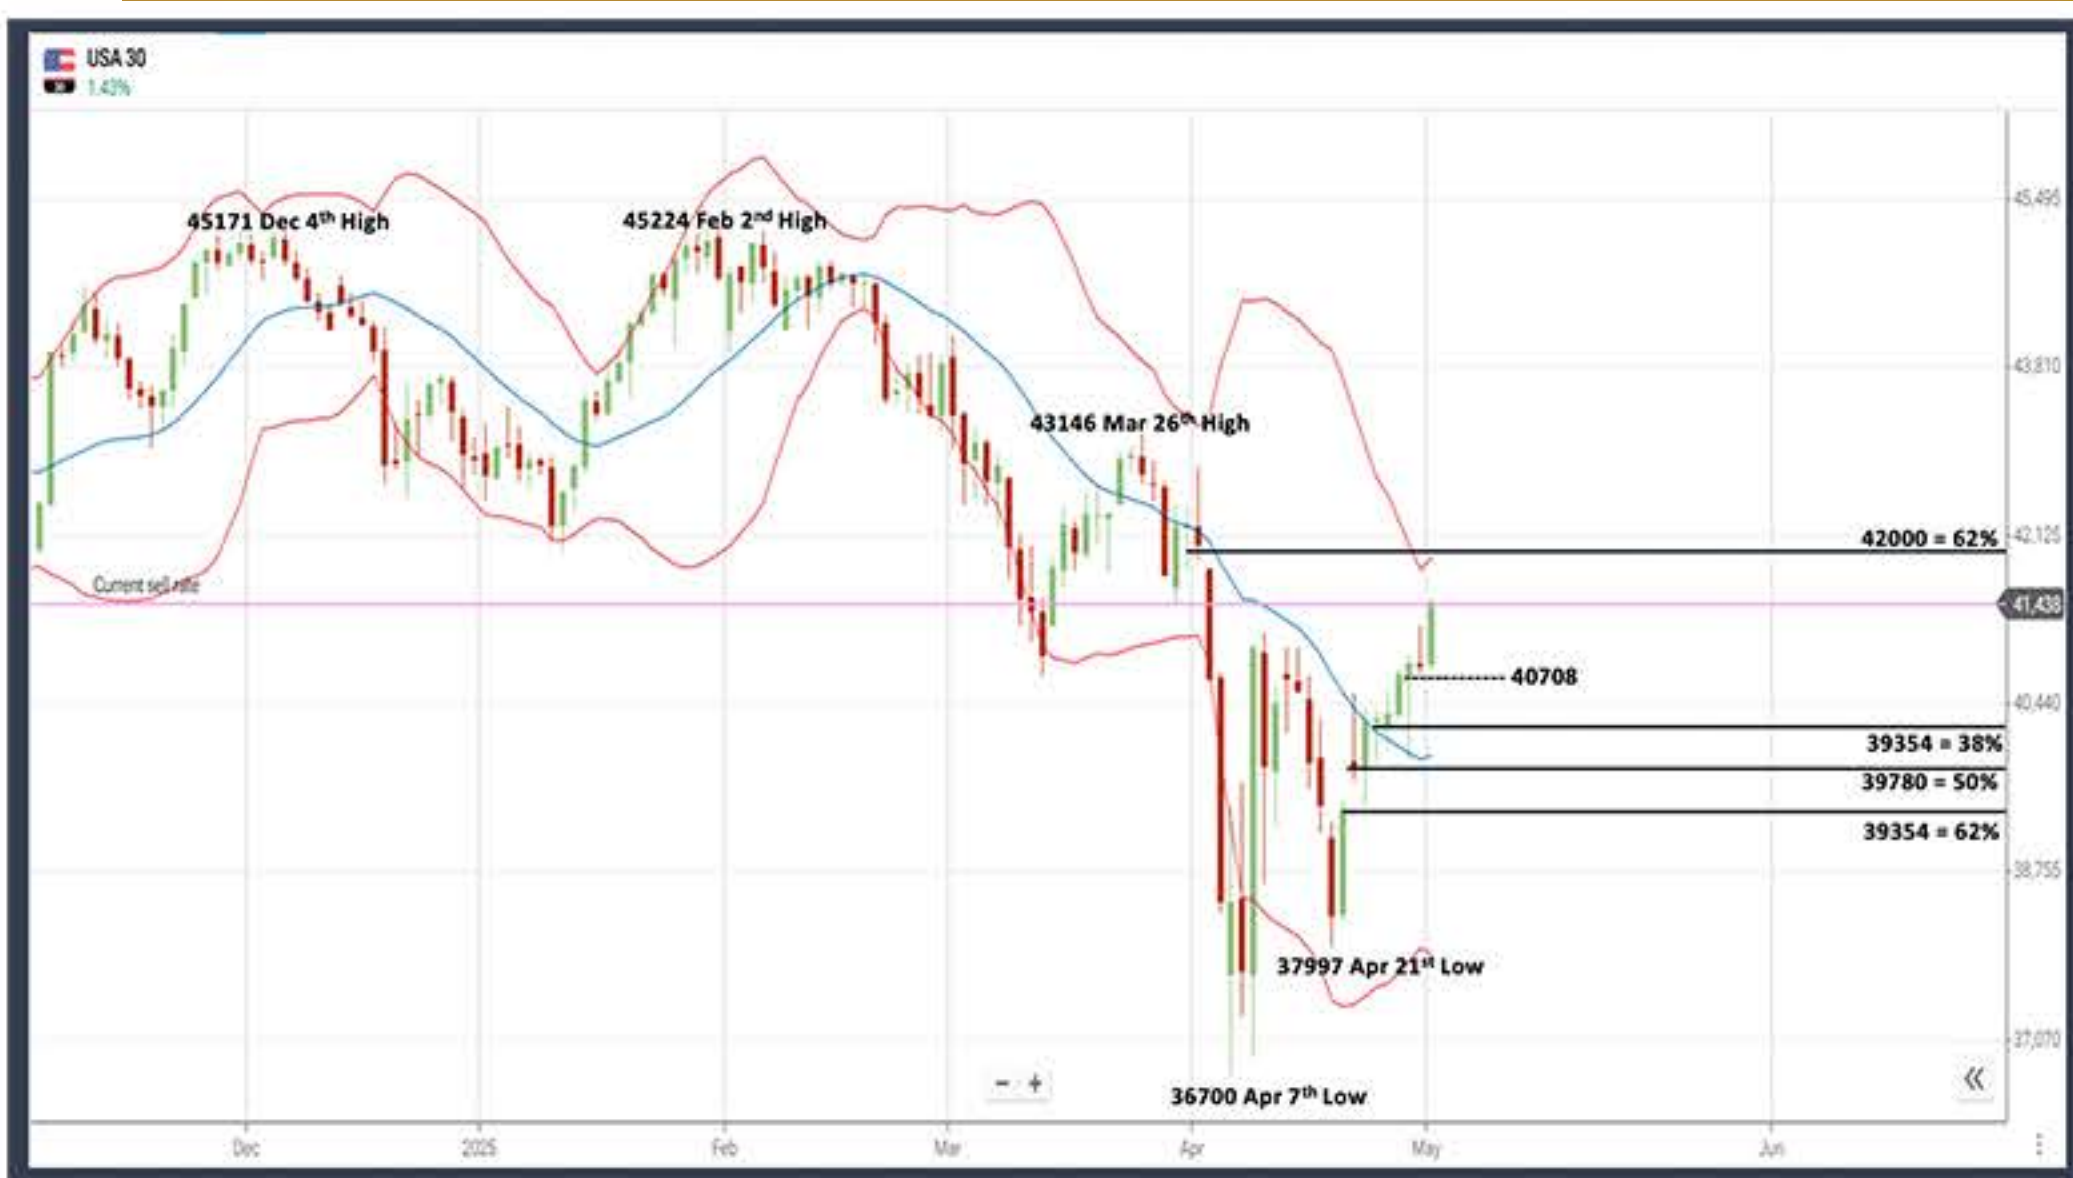 USA 30
30
1.43%
45171 Dec 4th High
45224 Feb 2nd High
45,495
43,810
43146 Mar 26th High
42,125
42000 = 62%
Current sell rate
41,438
40708
40,440
39354 = 38%
39780 = 50%
39354 = 62%
38,755
37997 Apr 21st Low
37,070
- +
«
36700 Apr 7th Low
Dec 2025 Feb Mar Apr May Jun